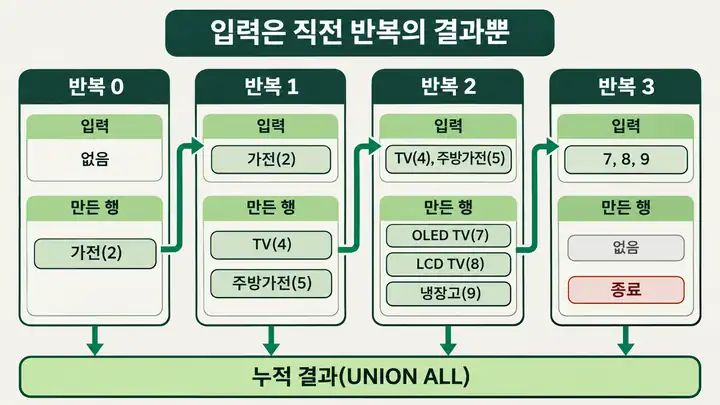 입력은 직전 반복의 결과뿐
반복 0
입력
없음
만든 행
가전(2)
반복 1
입력
가전(2)
만든 행
TV(4)
주방가전(5)
반복 2
입력
TV(4), 주방가전(5)
만든 행
OLED TV(7)
LCD TV(8)
냉장고(9)
반복 3
입력
7, 8, 9
만든 행
없음
종료
누적 결과(UNION ALL)